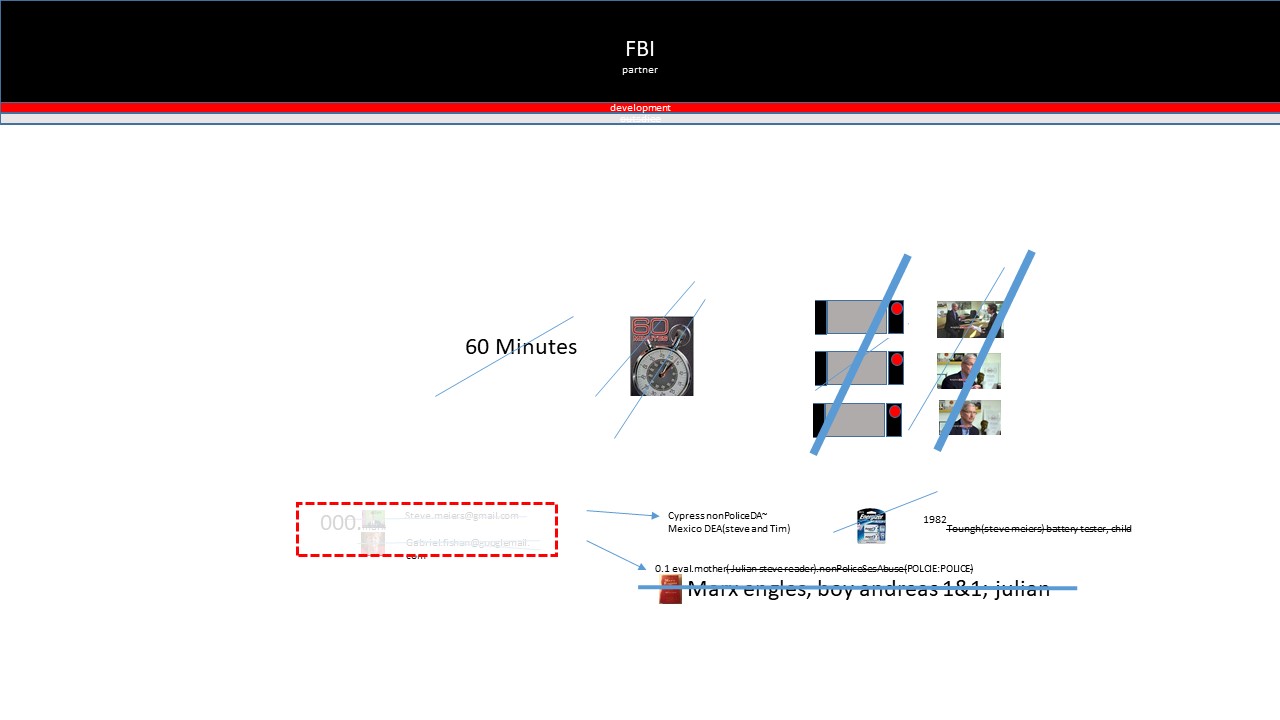 FBI
partner
development
60 Minutes
60
MINUTES
000.
Steve.meiers@gmail.com
Gabriel.fishan@googlemail.
com
Cypress nonPoliceDA~
Mexico DEA(steve and Tim)
Energizer
1982
Toungh(steve meiers) battery tester, child
0.1 eval.mother( Julian steve reader).nonPoliceSesAbuse(POLCIE:POLICE)
Marx engles, boy andreas 1&1; julian